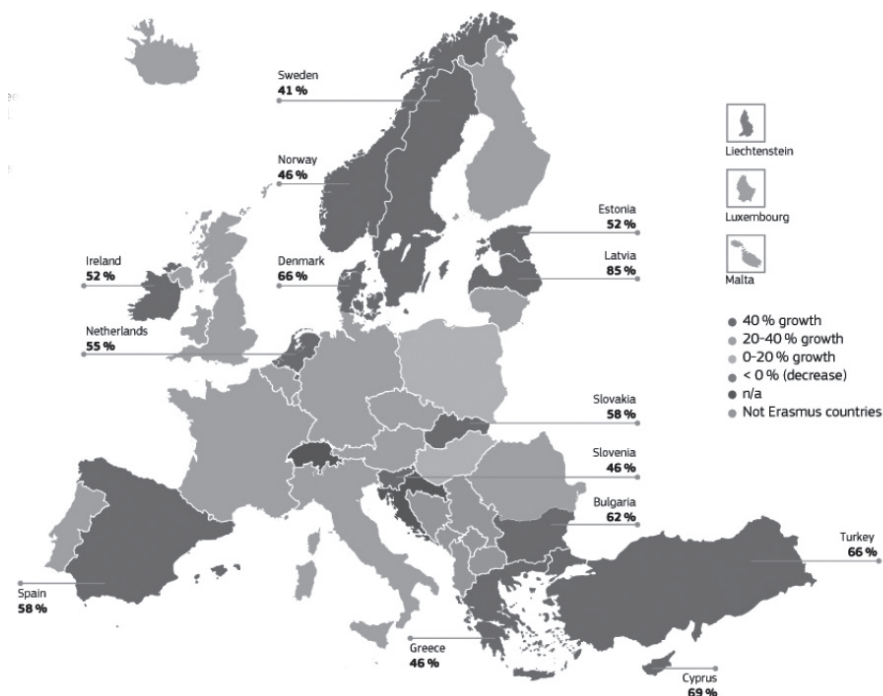 Sweden
41 %
Norway
46 %
Liechtenstein
Luxembourg
Malta
Estonia
52 %
Latvia
85 %
Ireland
52 %
Denmark
66 %
Netherlands
55 %
40 % growth
20-40 % growth
0-20 % growth
< 0 % (decrease)
n/a
Not Erasmus countries
Slovakia
58 %
Slovenia
46 %
Bulgaria
62 %
Turkey
66 %
Spain
58 %
Greece
46 %
Cyprus
69 %